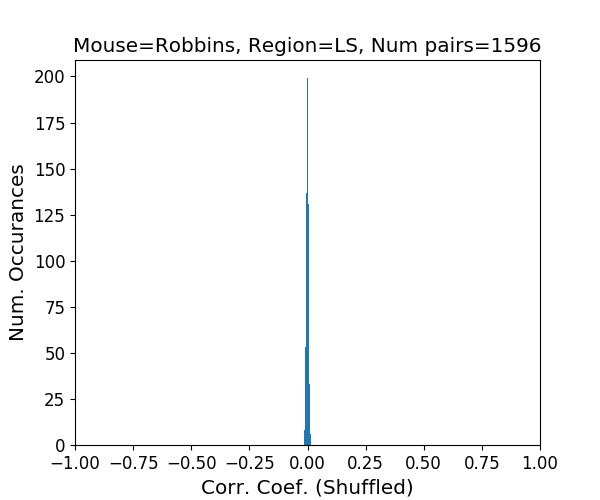 Mouse=Robbins, Region=LS, Num pairs=1596
Num. Occurances
200
175
150
125
100
75
50
25
0
−1.00 −0.75 −0.50 −0.25 0.00 0.25 0.50 0.75 1.00
Corr. Coef. (Shuffled)